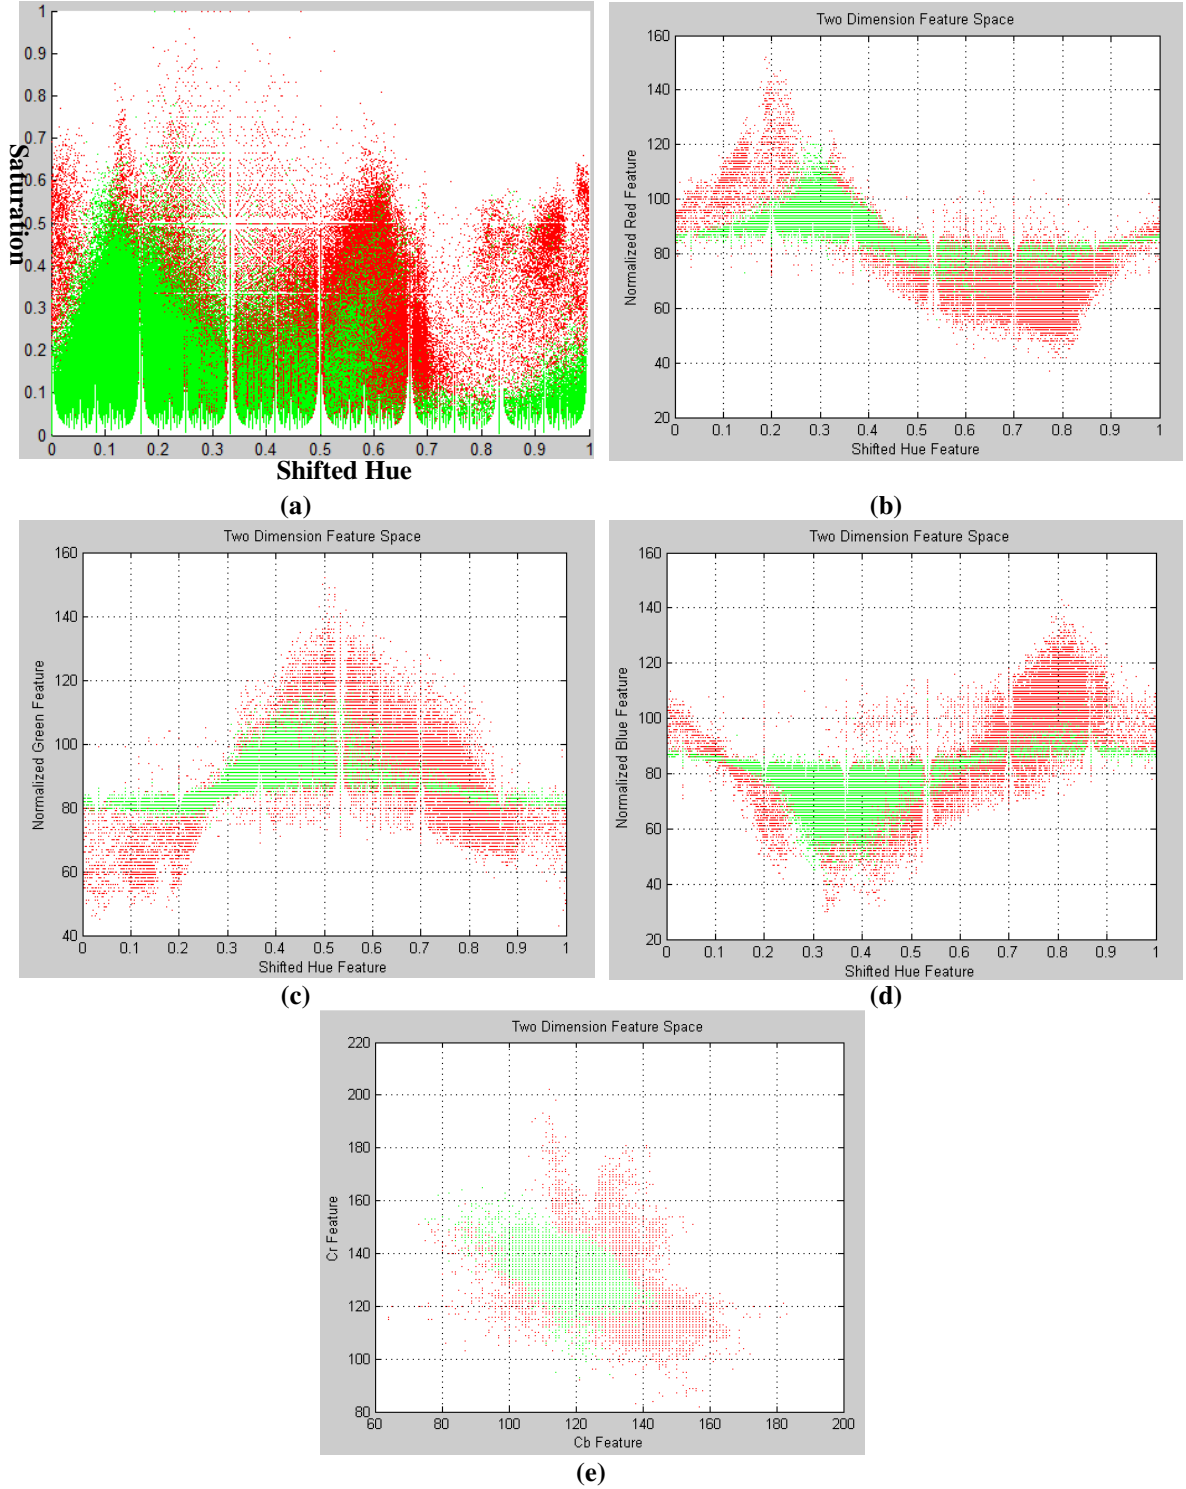 1
0.9
0.8
0.7
0.6
0.5
0.4
0.3
0.2
0.1
0
Saturation
0 0.1 0.2 0.3 0.4 0.5 0.6 0.7 0.8 0.9 1
Shifted Hue
(a)
Two Dimension Feature Space
160
140
120
100
80
60
40
20
Normalized Red Feature
0 0.1 0.2 0.3 0.4 0.5 0.6 0.7 0.8 0.9 1
Shifted Hue Feature
(b)
Two Dimension Feature Space
160
140
120
100
80
60
40
Normalized Green Feature
0 0.1 0.2 0.3 0.4 0.5 0.6 0.7 0.8 0.9 1
Shifted Hue Feature
(c)
Two Dimension Feature Space
160
140
120
100
80
60
40
20
Normalized Blue Feature
0 0.1 0.2 0.3 0.4 0.5 0.6 0.7 0.8 0.9 1
Shifted Hue Feature
(d)
Two Dimension Feature Space
220
200
180
160
140
120
100
80
Cr Feature
60 80 100 120 140 160 180 200
Cb Feature
(e)